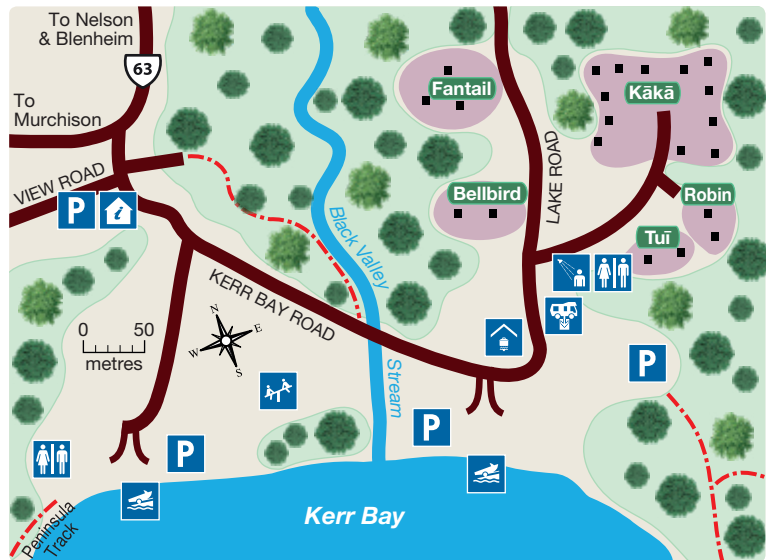 To Nelson
& Blenheim
63
To
Murchison
VIEW ROAD
P
i
Fantail
Kākā
LAKE ROAD
Bellbird
Robin
Tuī
Black Valley
Stream
KERR BAY ROAD
N
E
W
S
0 50
metres
P
P
P
Kerr Bay
Peninsula
Track